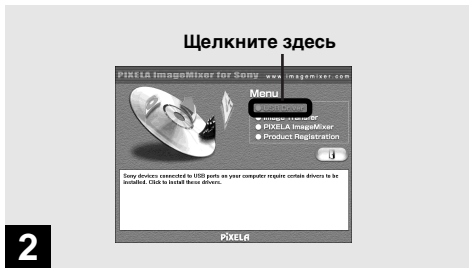 Щелкните здесь
PIXELA ImageMixer for Sony www.imagemixer.com
Menu
USB Driver
Image Transfer
PIXELA ImageMixer
Product Registration
Sony devices connected to USB ports on your computer require certain drivers to be
installed. Click to install these drivers.
PIXELA
2